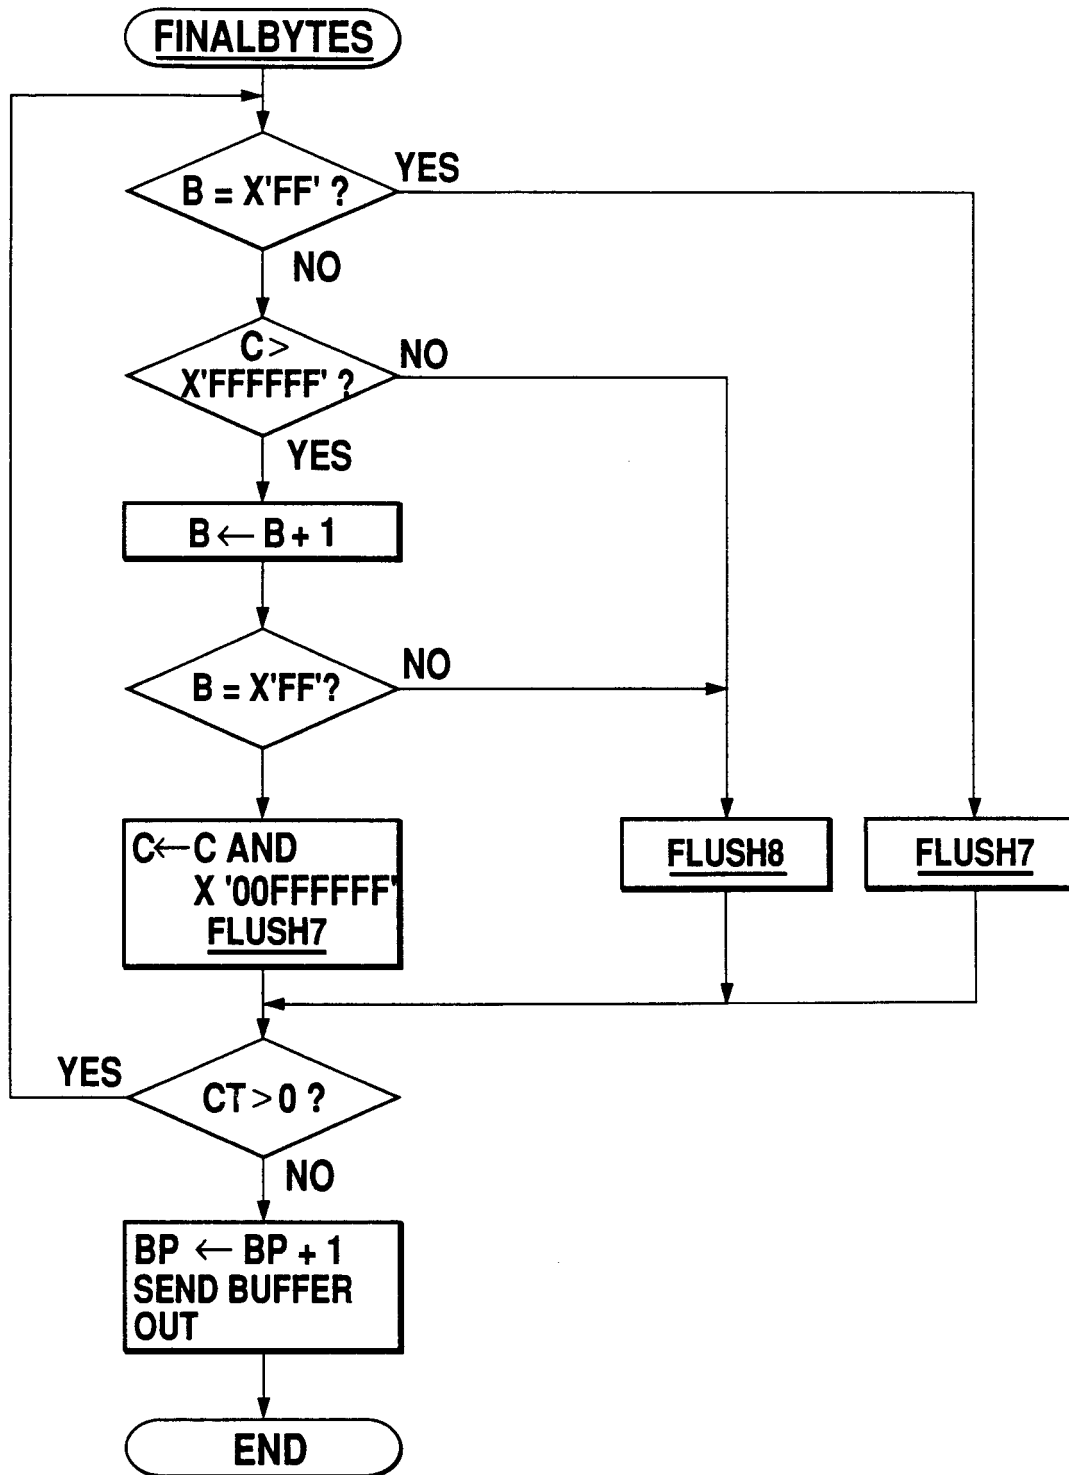 FINALBYTES
B = X'FF' ?
YES
NO
C >
X'FFFFFF' ?
NO
YES
B ← B + 1
B = X'FF'?
NO
C ← C AND
X '00FFFFFF'
FLUSH7
FLUSH8
FLUSH7
YES
CT > 0 ?
NO
BP ← BP + 1
SEND BUFFER
OUT
END